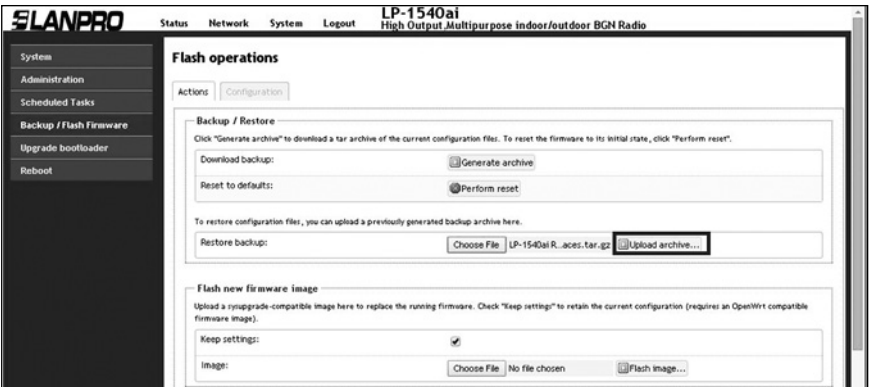 SLANPRO
Status Network System Logout
LP-1540ai
High Output,Multipurpose indoor/outdoor BGN Radio
System
Administration
Scheduled Tasks
Backup / Flash Firmware
Upgrade bootloader
Reboot
Flash operations
Actions Configuration
Backup / Restore
Click "Generate archive" to download a tar archive of the current configuration files. To reset the firmware to its initial state, click "Perform reset".
Download backup: Generate archive
Reset to defaults: Perform reset
To restore configuration files, you can upload a previously generated backup archive here.
Restore backup: Choose File LP-1540ai R...aces.tar.gz Upload archive...
Flash new firmware image
Upload a sysupgrade-compatible image here to replace the running firmware. Check "Keep settings" to retain the current configuration (requires an OpenWrt compatible
firmware image).
Keep settings:
Image: Choose File No file chosen Flash image...